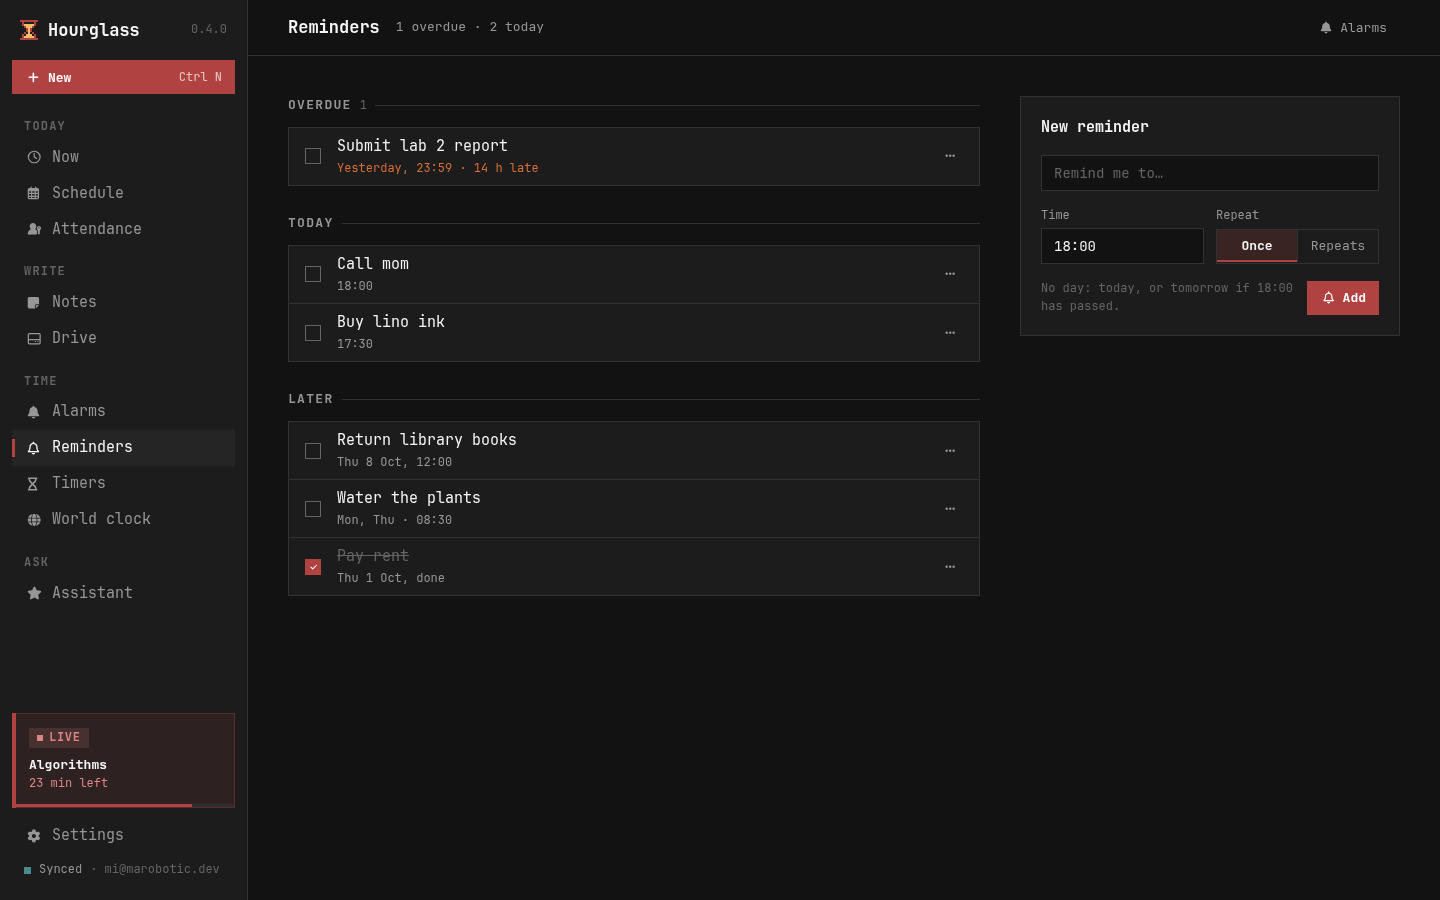 Hourglass 0.4.0
New Ctrl N
TODAY
Now
Schedule
Attendance
WRITE
Notes
Drive
TIME
Alarms
Reminders
Timers
World clock
ASK
Assistant
LIVE
Algorithms
23 min left
Settings
Synced · mi@marobotic.dev
Reminders 1 overdue · 2 today
Alarms
OVERDUE 1
Submit lab 2 report
Yesterday, 23:59 · 14 h late
TODAY
Call mom
18:00
Buy lino ink
17:30
LATER
Return library books
Thu 8 Oct, 12:00
Water the plants
Mon, Thu · 08:30
Pay rent
Thu 1 Oct, done
New reminder
Remind me to…
Time Repeat
18:00 Once Repeats
No day: today, or tomorrow if 18:00
has passed.
Add